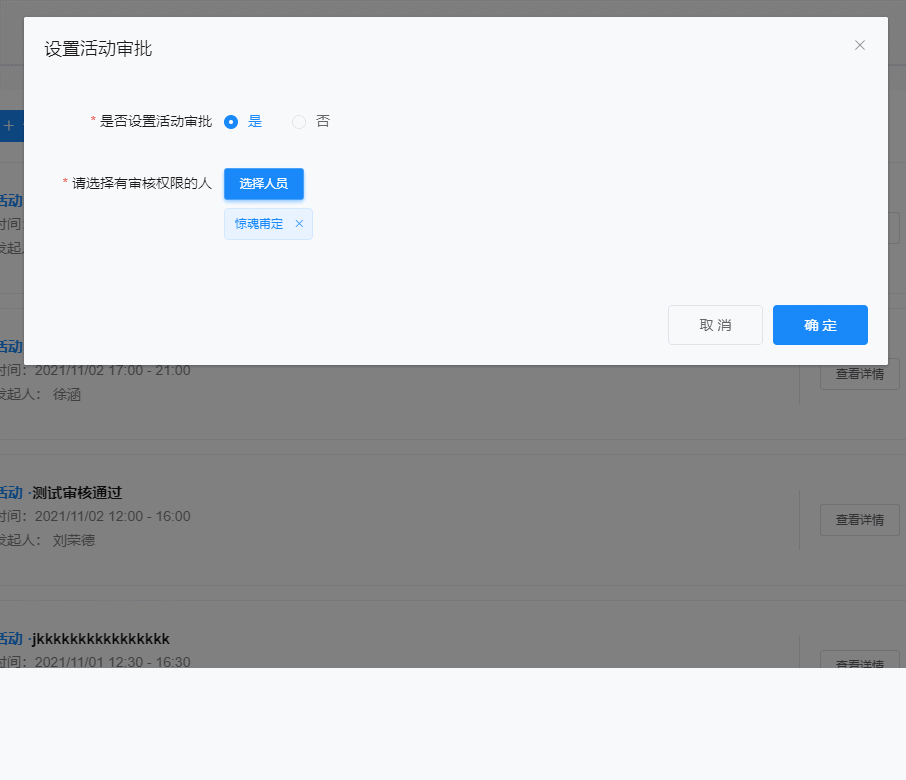 设置活动审批
* 是否设置活动审批 是 否
* 请选择有审核权限的人 选择人员
惊魂甫定
取 消 确 定
活动
时间:
发起人
活动
时间: 2021/11/02 17:00 - 21:00
查看详情
发起人: 徐涵
活动 ·测试审核通过
时间: 2021/11/02 12:00 - 16:00
查看详情
发起人: 刘荣德
活动 ·jkkkkkkkkkkkkkkkk
时间: 2021/11/01 12:30 - 16:30
查看详情